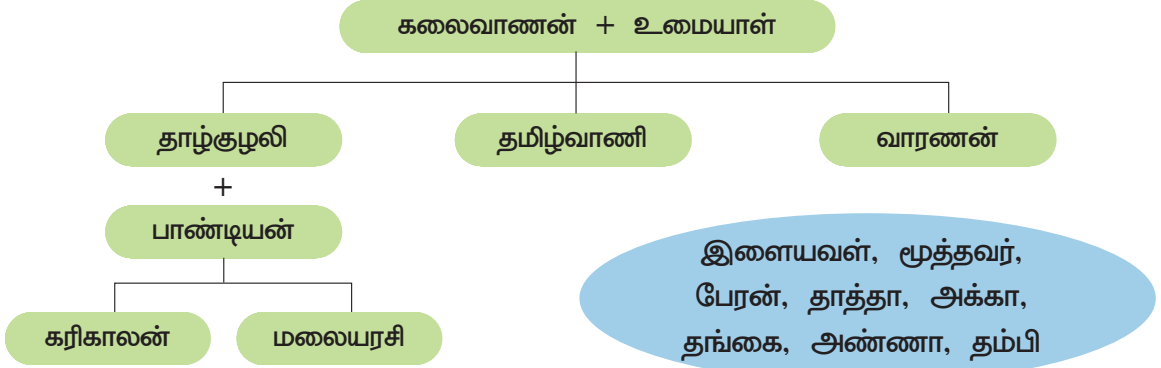 கலைவாணன் + உமையாள்
தாழ்குழலி
தமிழ்வாணி
வாரணன்
+
பாண்டியன்
கரிகாலன்
மலையரசி
இளையவள், மூத்தவர்,
பேரன், தாத்தா, அக்கா,
தங்கை, அண்ணா, தம்பி